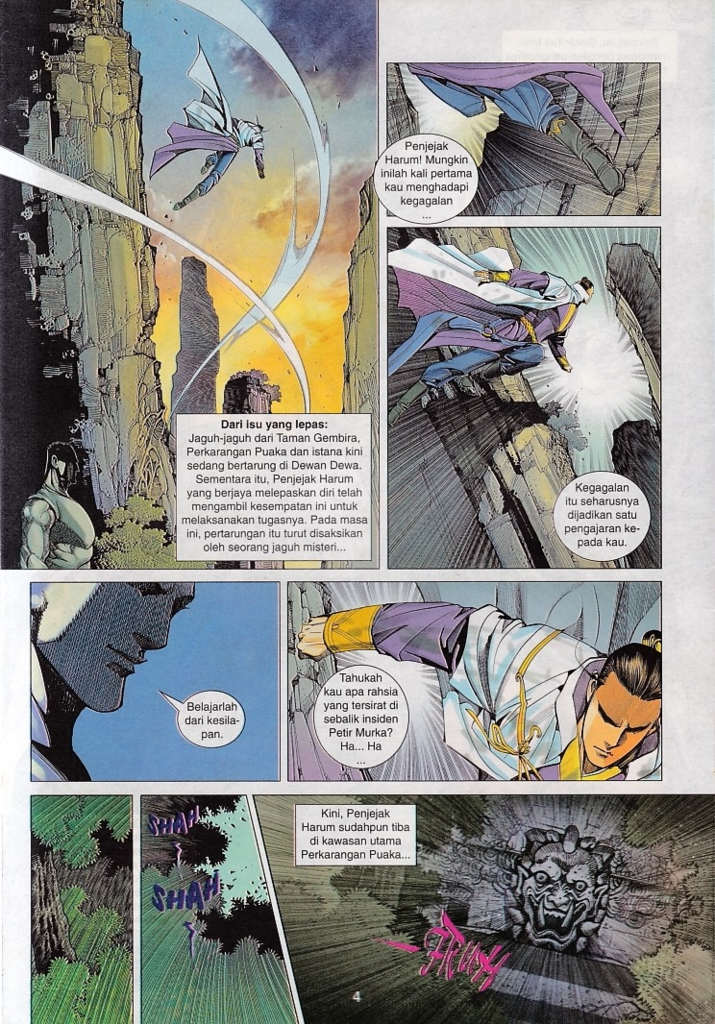 Dari isu yang lepas:
Jaguh-jaguh dari Taman Gembira,
Perkarangan Puaka dan istana kini
sedang bertarung di Dewan Dewa.
Sementara itu, Penjejak Harum
yang berjaya melepaskan diri telah
mengambil kesempatan ini untuk
melaksanakan tugasnya. Pada masa
ini, pertarungan itu turut disaksikan
oleh seorang jaguh misteri...
Penjejak
Harum! Mungkin
inilah kali pertama
kau menghadapi
kegagalan
...
Kegagalan
itu seharusnya
dijadikan satu
pengajaran ke-
pada kau.
Belajarlah
dari kesila-
pan.
Tahukah
kau apa rahsia
yang tersirat di
sebalik insiden
Petir Murka?
Ha... Ha
...
SHAH
SHAH
Kini, Penjejak
Harum sudahpun tiba
di kawasan utama
Perkarangan Puaka...
4